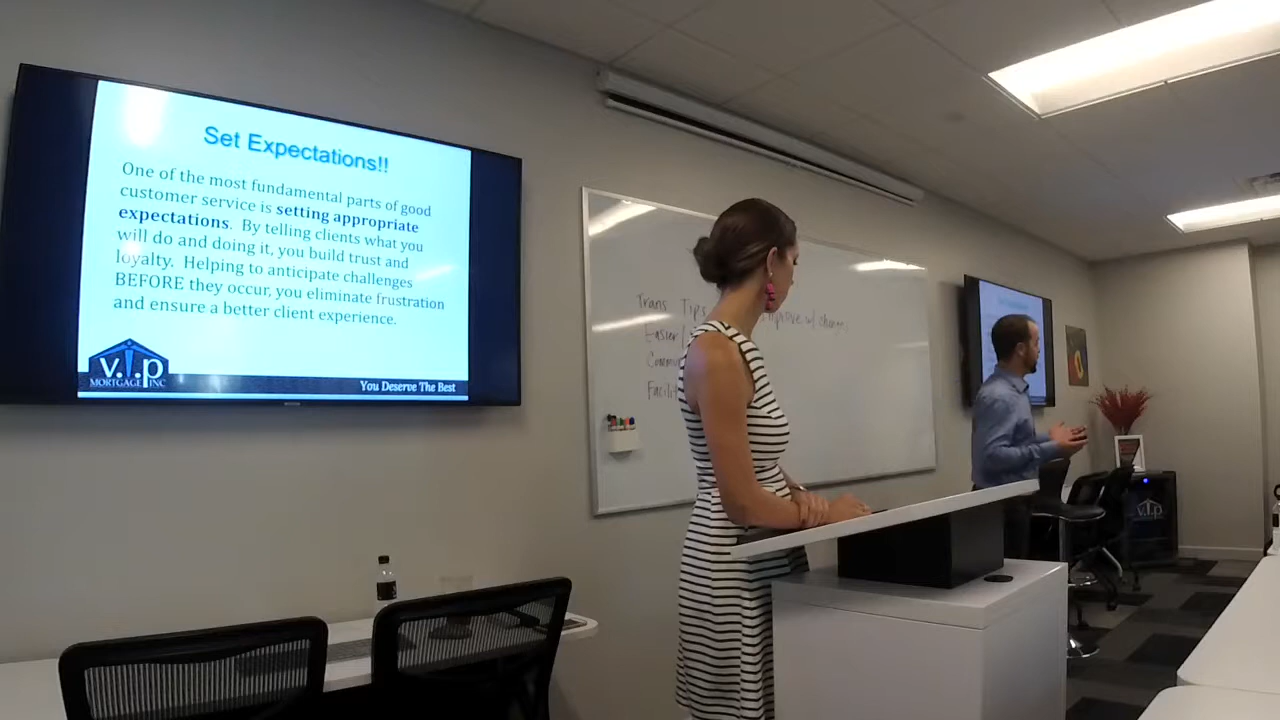 Set Expectations!!
One of the most fundamental parts of good
customer service is setting appropriate
expectations. By telling clients what you
will do and doing it, you build trust and
loyalty. Helping to anticipate challenges
BEFORE they occur, you eliminate frustration
and ensure a better client experience.
v.i.p
MORTGAGE INC
You Deserve The Best
Trans Tips
Easier
v.i.p